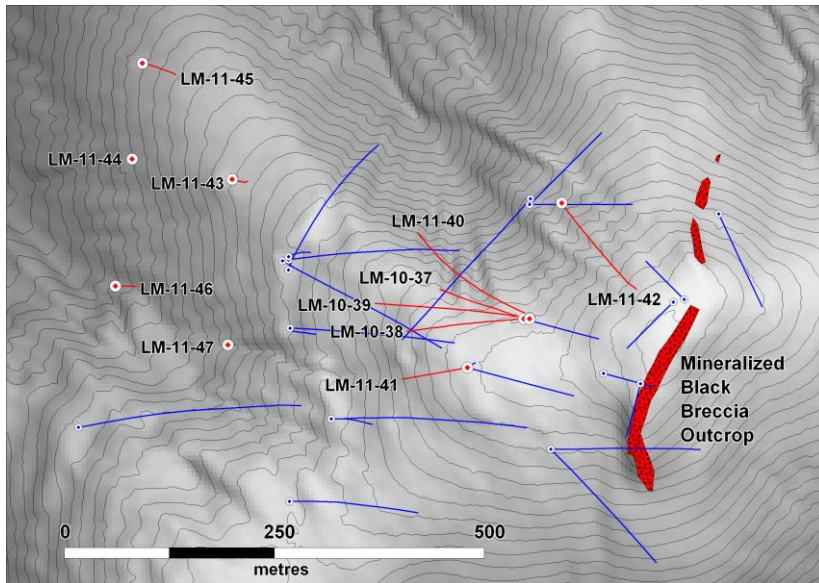 LM-11-45
LM-11-44
LM-11-43
LM-11-40
LM-10-37
LM-11-46
LM-10-39
LM-11-42
LM-10-38
LM-11-47
Mineralized
Black
Breccia
Outcrop
LM-11-41
0
250
500
metres